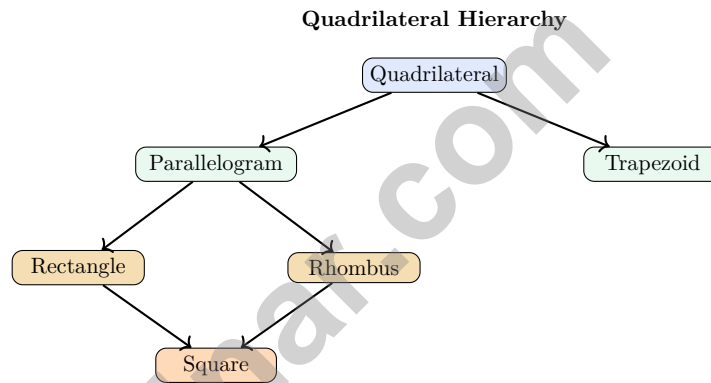 Quadrilateral Hierarchy
Quadrilateral
Parallelogram
Trapezoid
Rectangle
Rhombus
Square